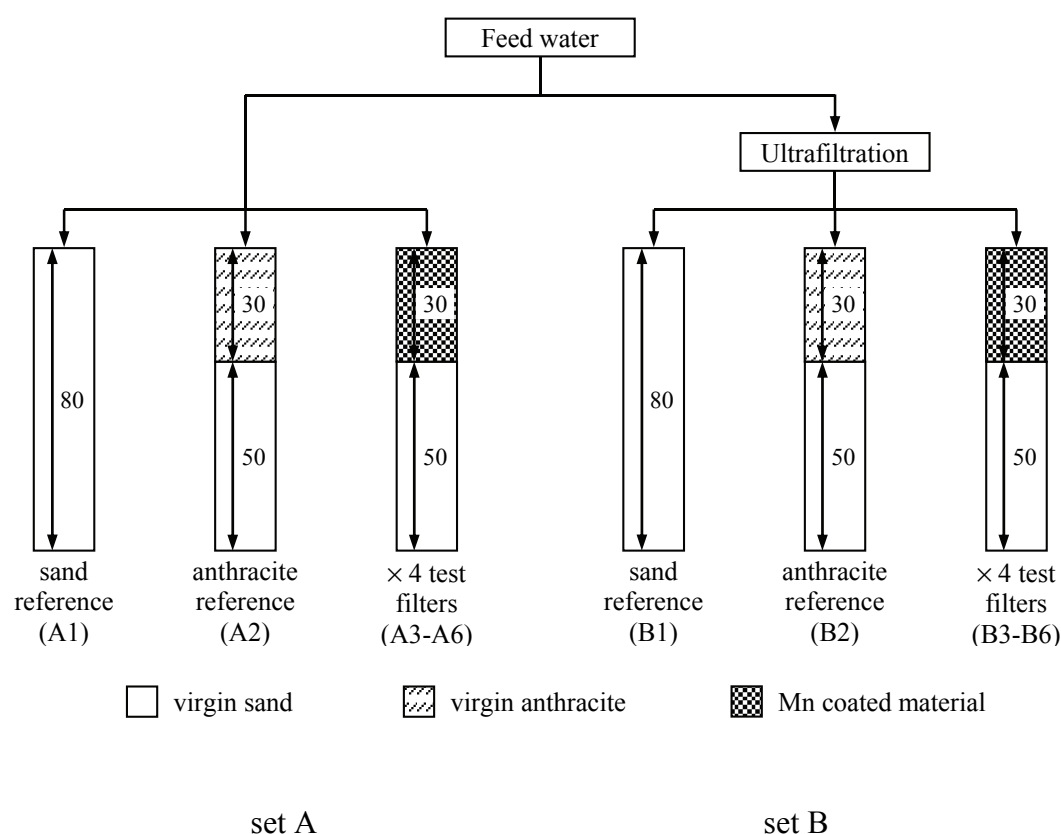 Feed water
Ultrafiltration
30
30
30
30
80
50
50
80
50
50
sand
reference
(A1)
anthracite
reference
(A2)
× 4 test
filters
(A3-A6)
sand
reference
(B1)
anthracite
reference
(B2)
× 4 test
filters
(B3-B6)
virgin sand
virgin anthracite
Mn coated material
set A
set B